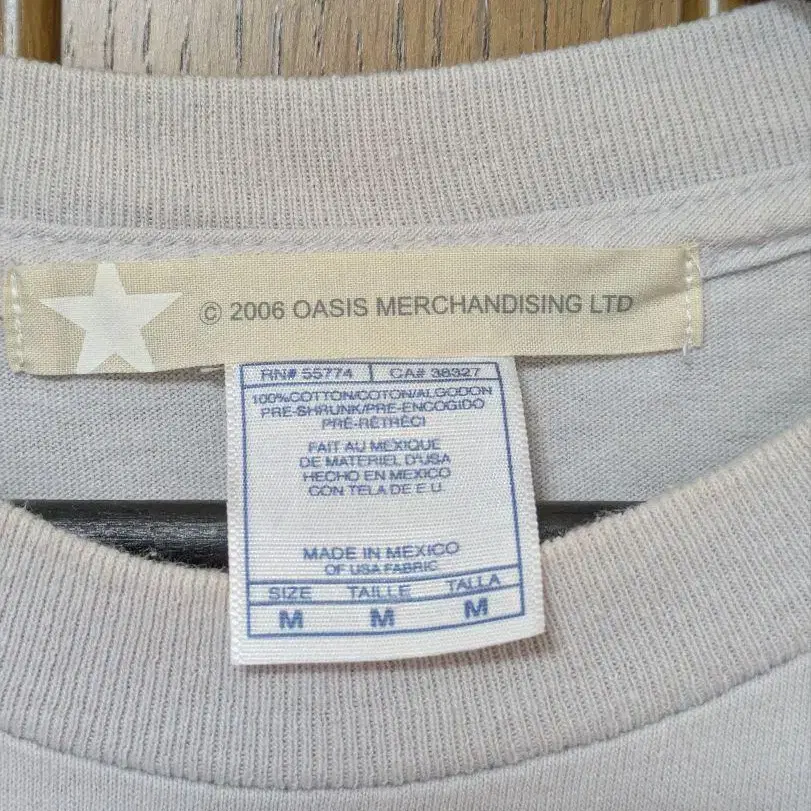 © 2006 OASIS MERCHANDISING LTD
RN# 55774 | CA# 38327
100%COTTON/COTON/ALGODON
PRE-SHRUNK/PRE-ENCOGIDO
PRÉ-RÉTRÉCI
FAIT AU MEXIQUE
DE MATERIEL D'USA
HECHO EN MEXICO
CON TELA DE E U
MADE IN MEXICO
OF USA FABRIC
SIZE TAILLE TALLA
M M M